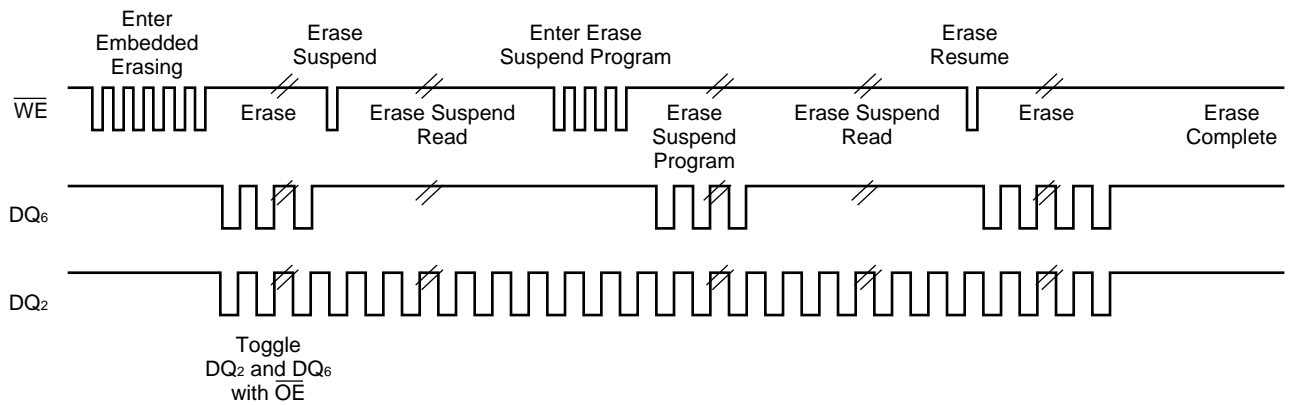 Enter
Embedded
Erasing
Erase
Suspend
Enter Erase
Suspend Program
Erase
Resume
WE
Erase
Erase Suspend
Read
Erase
Suspend
Program
Erase Suspend
Read
Erase
Erase
Complete
DQ6
DQ2
Toggle
DQ2 and DQ6
with OE